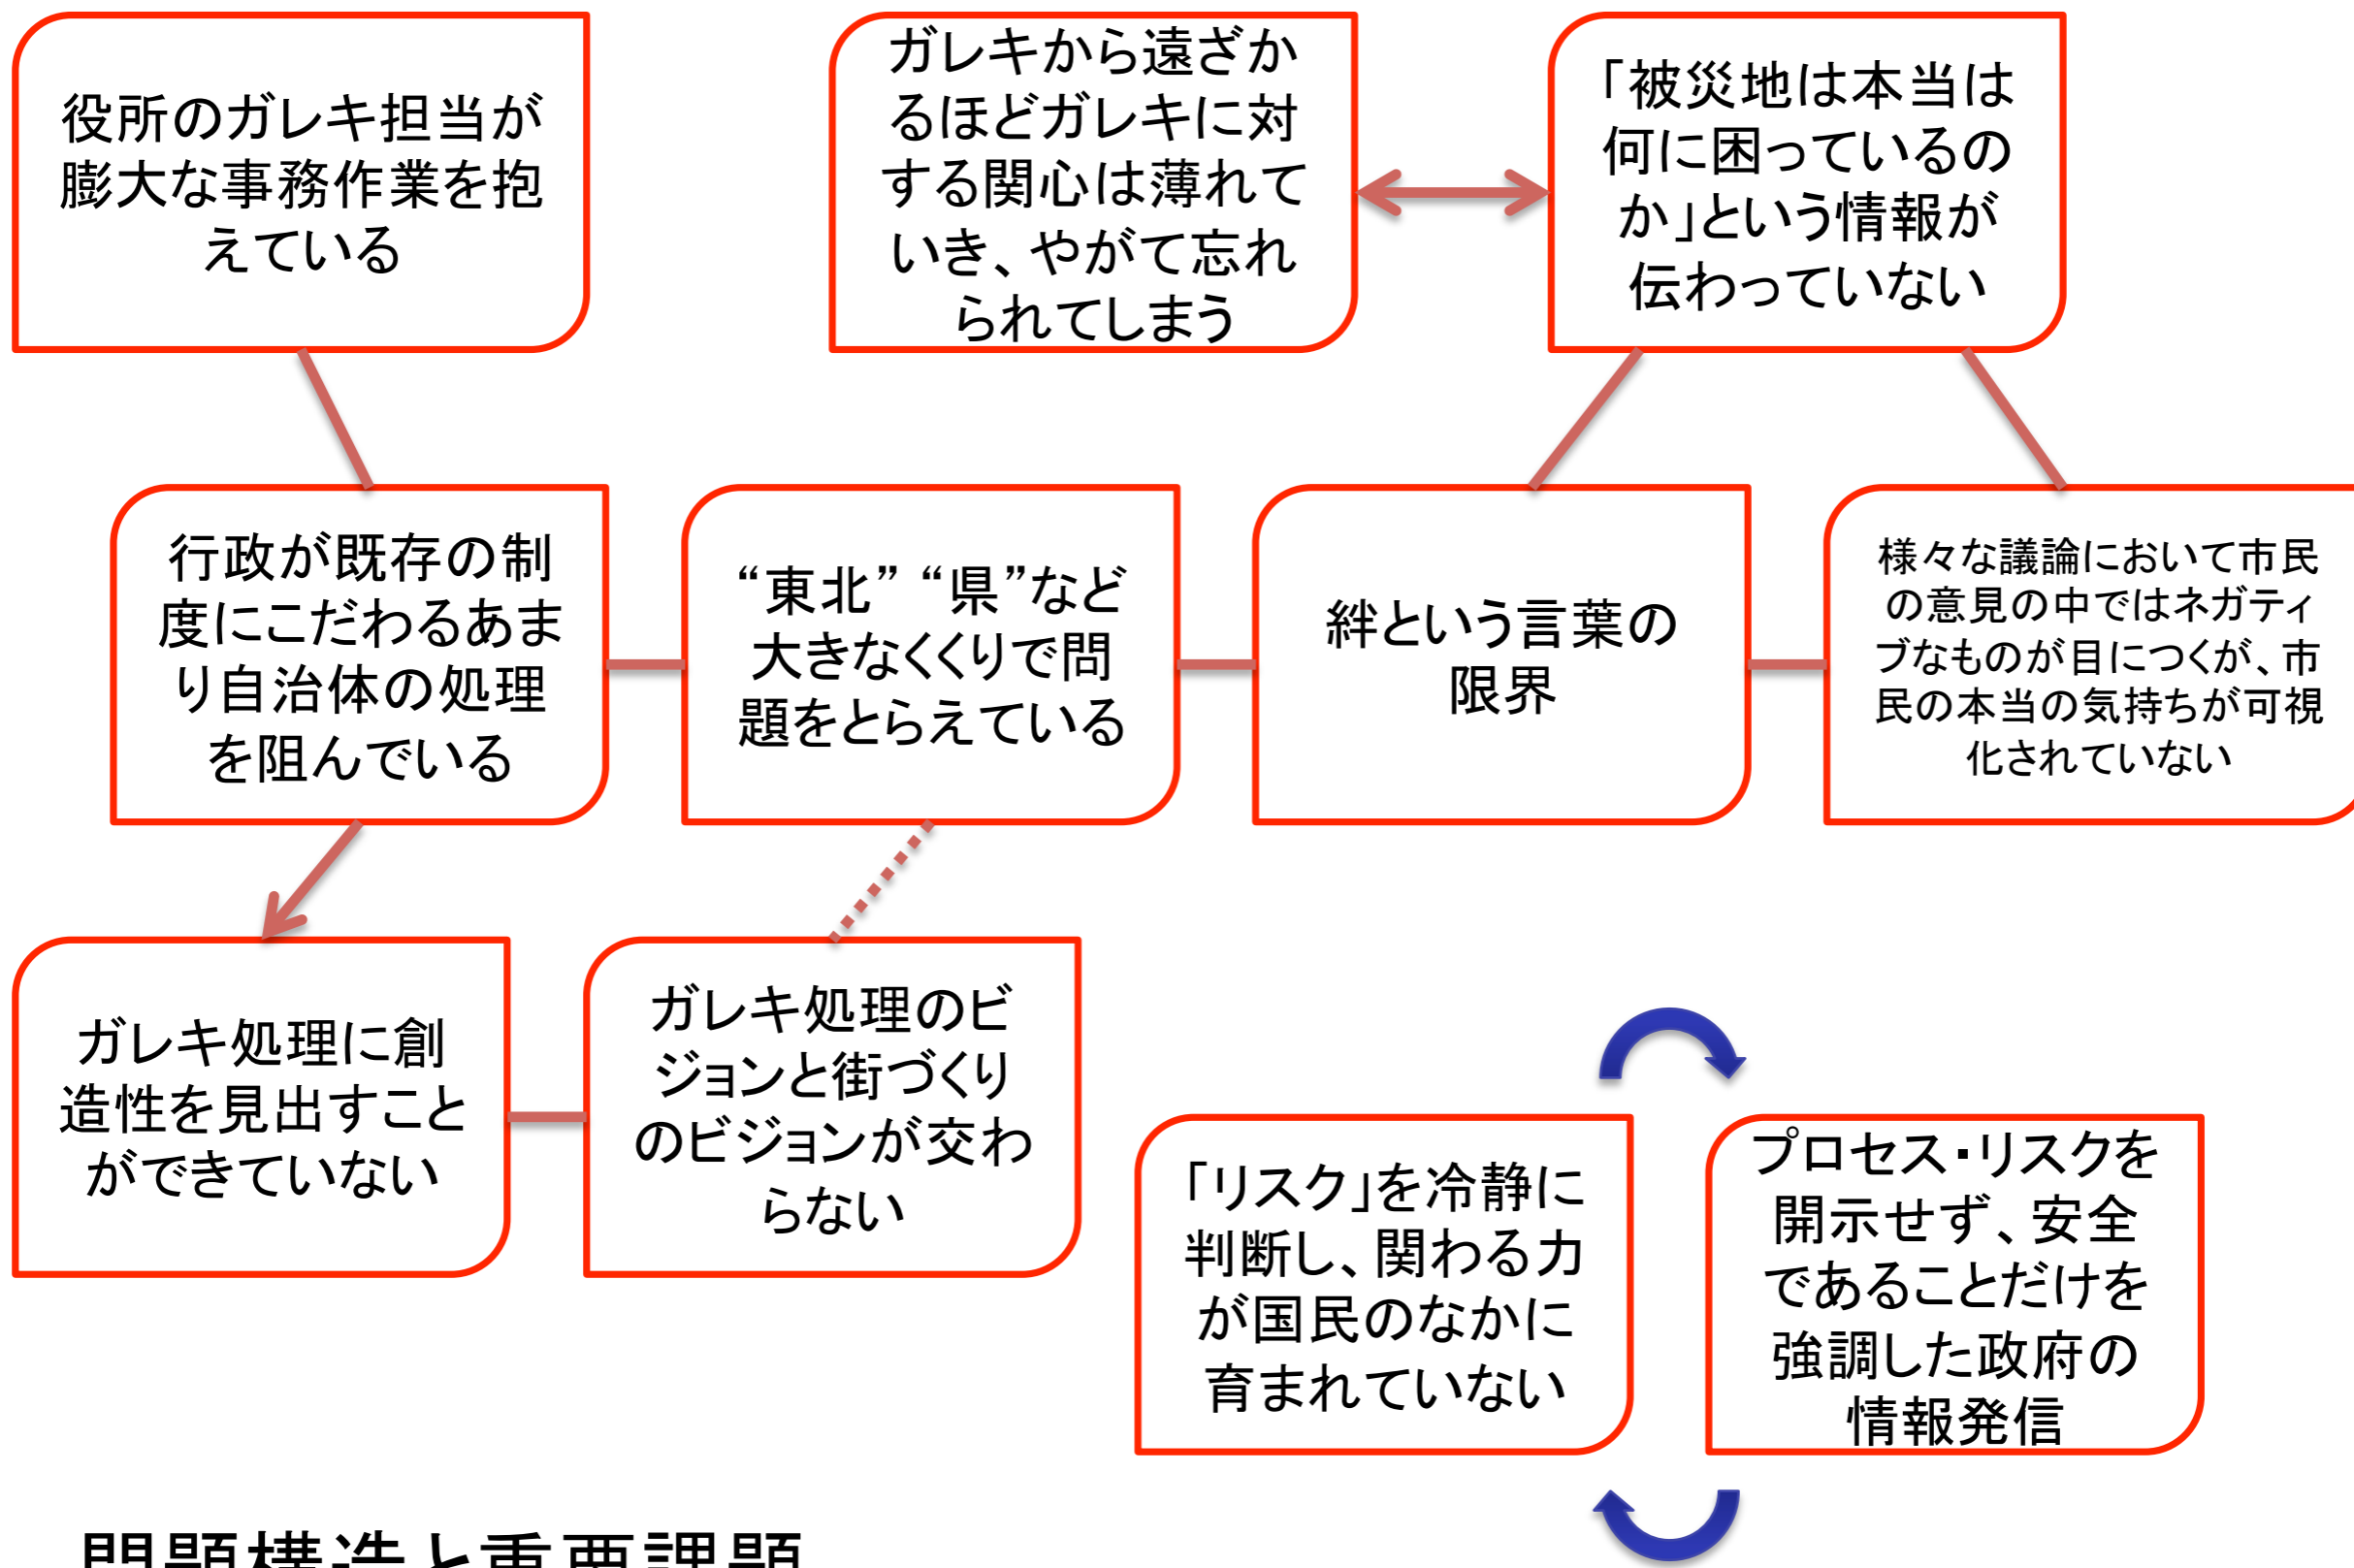 役所のガレキ担当が
膨大な事務作業を抱
えている
ガレキから遠ざか
るほどガレキに対
する関心は薄れて
いき、やがて忘れ
られてしまう
「被災地は本当は
何に困っているの
か」という情報が
伝わっていない
行政が既存の制
度にこだわるあま
り自治体の処理
を阻んでいる
“東北” “県”など
大きなくくりで問
題をとらえている
絆という言葉の
限界
様々な議論において市民
の意見の中ではネガティ
ブなものが目につくが、市
民の本当の気持ちが可視
化されていない
ガレキ処理に創
造性を見出すこと
ができていない
ガレキ処理のビ
ジョンと街づくり
のビジョンが交わ
らない
「リスク」を冷静に
判断し、関わる力
が国民のなかに
育まれていない
プロセス・リスクを
開示せず、安全
であることだけを
強調した政府の
情報発信
問題構造と重要課題